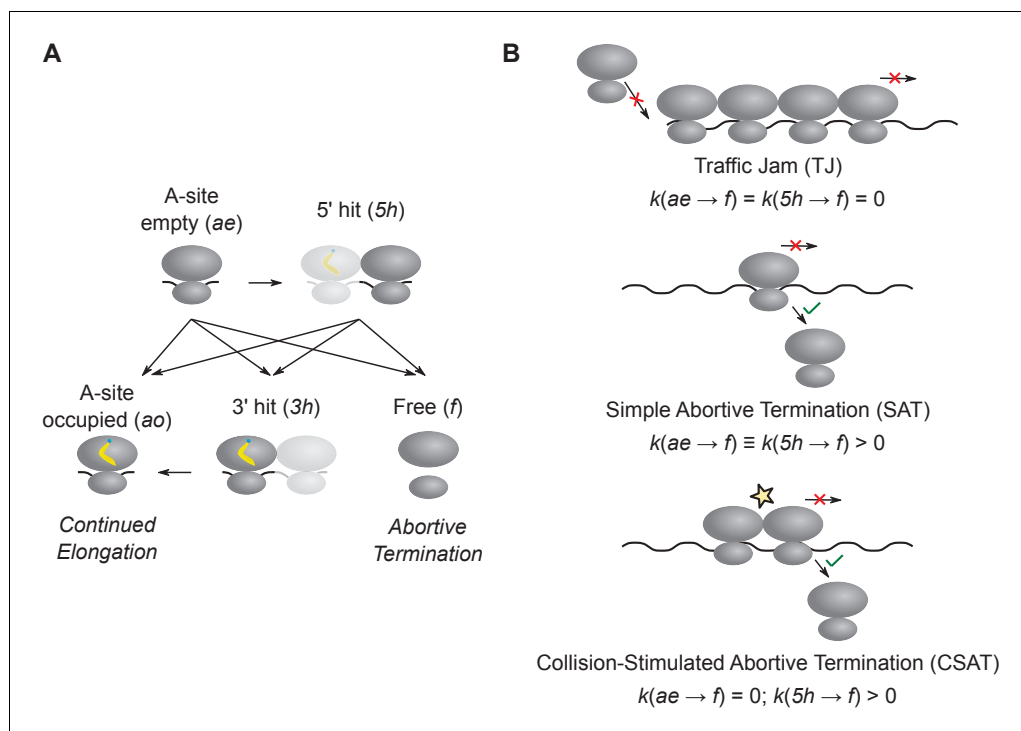 A
A-site
empty (ae)
5' hit (5h)
A-site
occupied (ao)
3' hit (3h)
Free (f)
Continued
Elongation
Abortive
Termination
B
Traffic Jam (TJ)
k(ae → f) = k(5h → f) = 0
Simple Abortive Termination (SAT)
k(ae → f) ≡ k(5h → f) > 0
Collision-Stimulated Abortive Termination (CSAT)
k(ae → f) = 0; k(5h → f) > 0